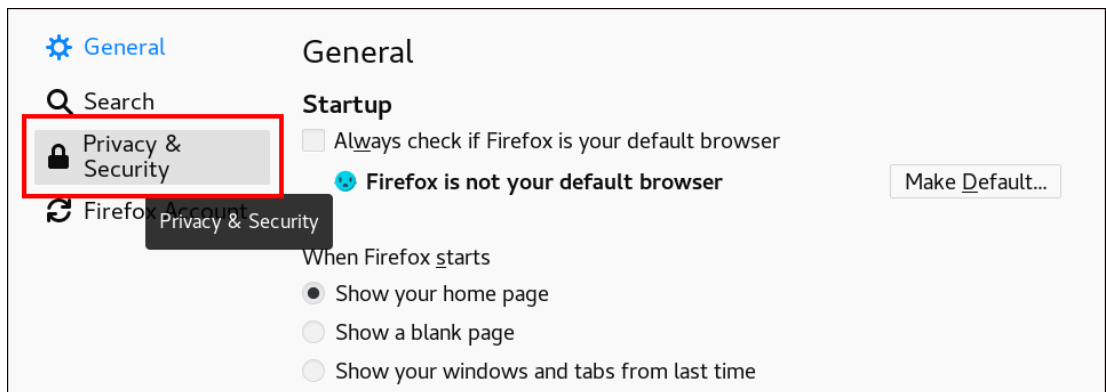 General
Search
Privacy &
Security
Firefox Account
Privacy & Security
General
Startup
Always check if Firefox is your default browser
Firefox is not your default browser
Make Default...
When Firefox starts
Show your home page
Show a blank page
Show your windows and tabs from last time